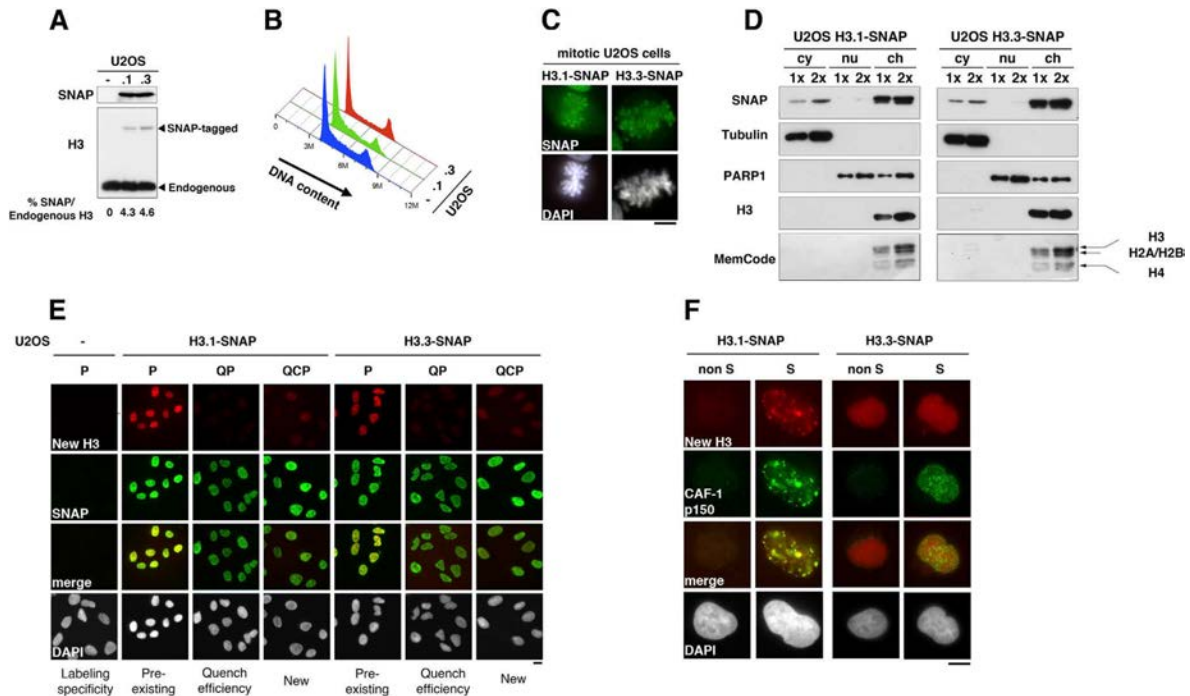 A
U2OS
- .1 .3
SNAP
H3
SNAP-tagged
Endogenous
% SNAP/
Endogenous H3
0 4.3 4.6
B
0
3M
6M
9M
12M
DNA content
- .1 .3
U2OS
C
mitotic U2OS cells
H3.1-SNAP H3.3-SNAP
SNAP
DAPI
D
U2OS H3.1-SNAP U2OS H3.3-SNAP
cy nu ch cy nu ch
1x 2x 1x 2x 1x 2x 1x 2x 1x 2x 1x 2x
SNAP
Tubulin
PARP1
H3
MemCode
H3
H2A/H2B
H4
E
U2OS - H3.1-SNAP H3.3-SNAP
P P QP QCP P QP QCP
New H3
SNAP
merge
DAPI
Labeling specificity
Pre-existing
Quench efficiency
New
Pre-existing
Quench efficiency
New
F
H3.1-SNAP H3.3-SNAP
non S S non S S
New H3
CAF-1
p150
merge
DAPI